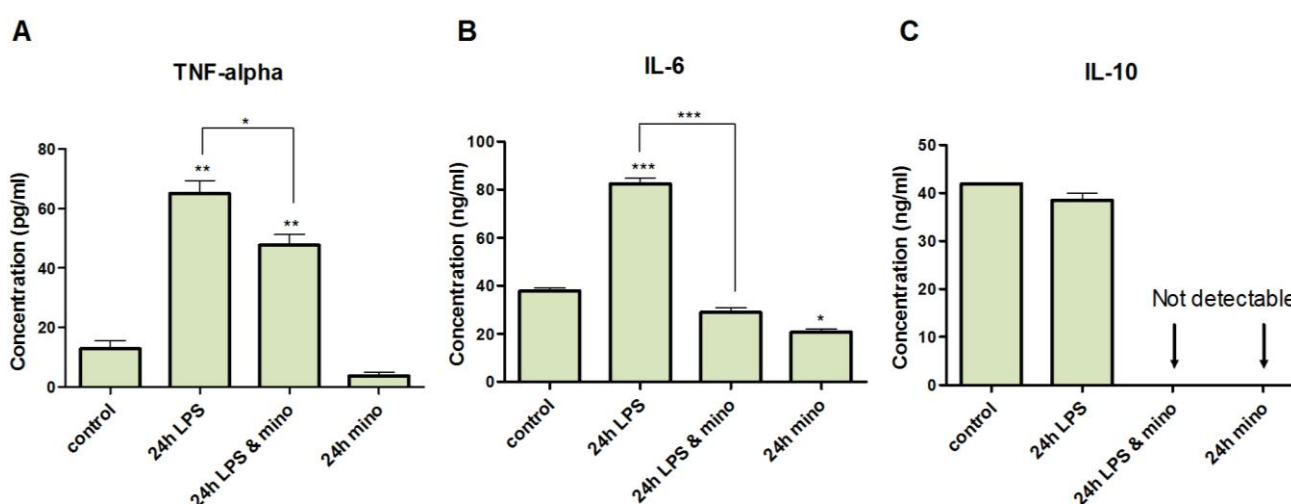 A
TNF-alpha
Concentration (pg/ml)
80
60
40
20
0
*
**
**
control
24h LPS
24h LPS & mino
24h mino
B
IL-6
Concentration (ng/ml)
100
80
60
40
20
0
***
***
*
control
24h LPS
24h LPS & mino
24h mino
C
IL-10
Concentration (ng/ml)
50
40
30
20
10
0
Not detectable
control
24h LPS
24h LPS & mino
24h mino